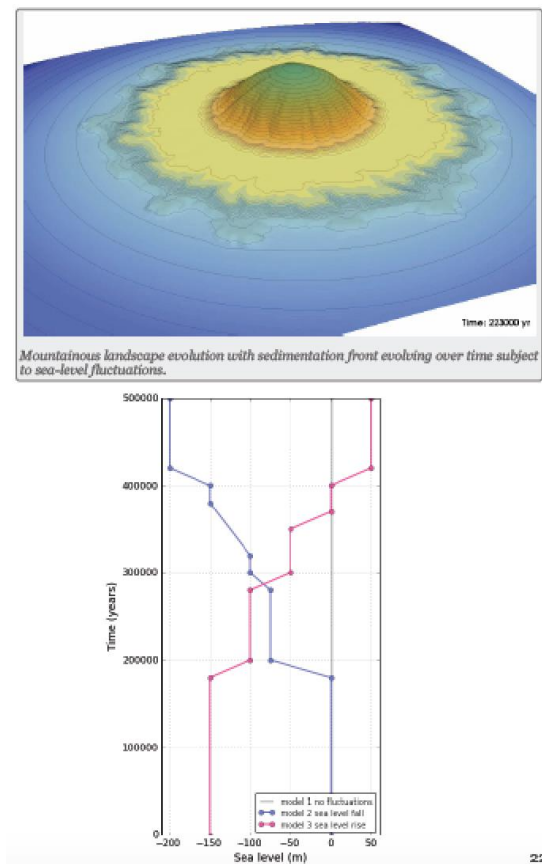 Time: 223000 yr
Mountainous landscape evolution with sedimentation front evolving over time subject
to sea-level fluctuations.
500000
400000
300000
200000
100000
0
Time (years)
model 1 no fluctuations
model 2 sea level fall
model 3 sea level rise
−200 −150 −100 −50 0 50
Sea level (m)